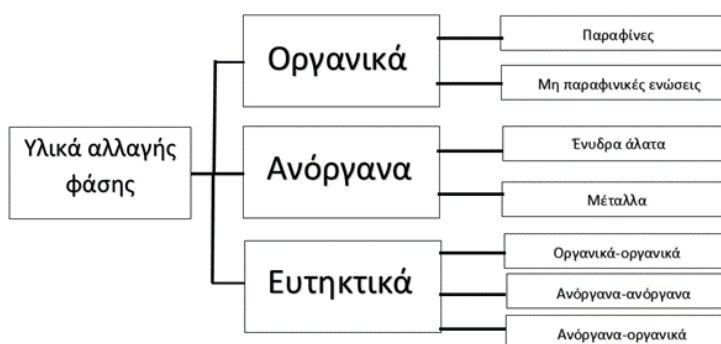 Υλικά αλλαγής
φάσης
Οργανικά
Παραφίνες
Μη παραφινικές ενώσεις
Ανόργανα
Ένυδρα άλατα
Μέταλλα
Ευτηκτικά
Οργανικά-οργανικά
Ανόργανα-ανόργανα
Ανόργανα-οργανικά